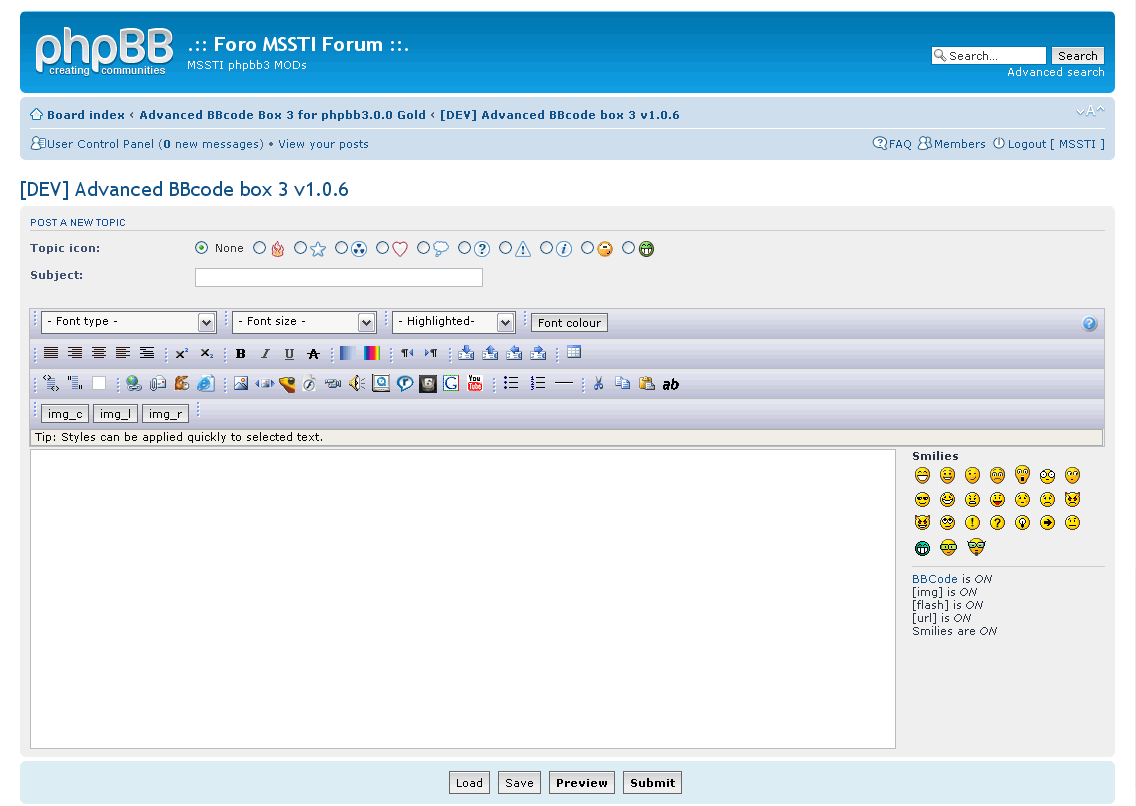 phpBB
creating communities
.:: Foro MSSTI Forum ::.
MSSTI phpbb3 MODs
Search... Search
Advanced search
Board index ‹ Advanced BBcode Box 3 for phpbb3.0.0 Gold ‹ [DEV] Advanced BBcode box 3 v1.0.6
A
User Control Panel (0 new messages) • View your posts
FAQ Members Logout [ MSSTI ]
[DEV] Advanced BBcode box 3 v1.0.6
POST A NEW TOPIC
Topic icon: None
Subject:
- Font type - - Font size - - Highlighted- Font colour
x² x₂ B I U A
G You Tube ab
img_c img_l img_r
Tip: Styles can be applied quickly to selected text.
Smilies
BBCode is ON
[img] is ON
[flash] is ON
[url] is ON
Smilies are ON
Load Save Preview Submit